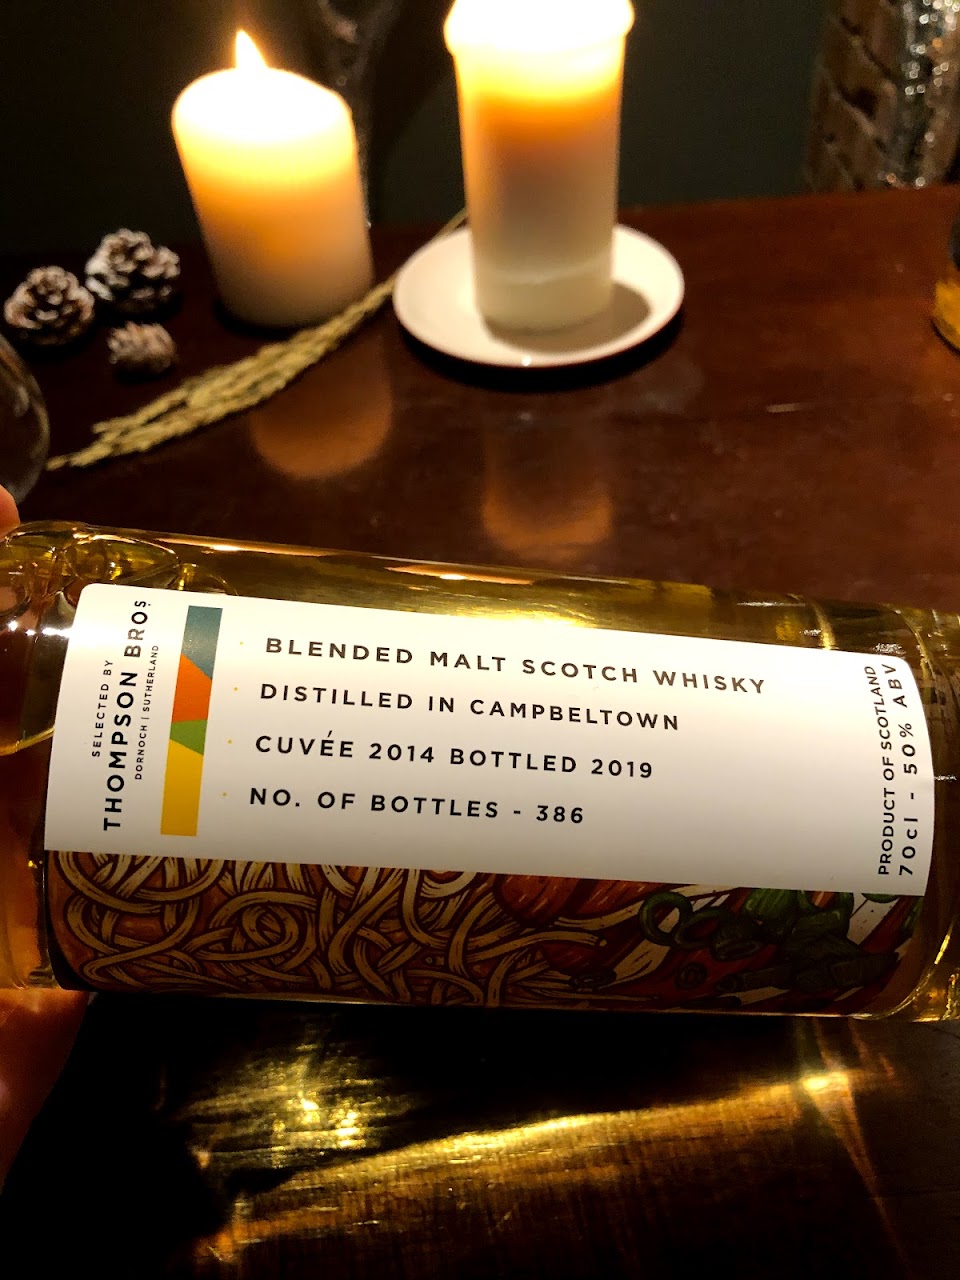 SELECTED BY
THOMPSON BROS.
DORNOCH | SUTHERLAND
BLENDED MALT SCOTCH WHISKY
DISTILLED IN CAMPBELTOWN
CUVÉE 2014 BOTTLED 2019
NO. OF BOTTLES - 386
PRODUCT OF SCOTLAND
70cl - 50% ABV